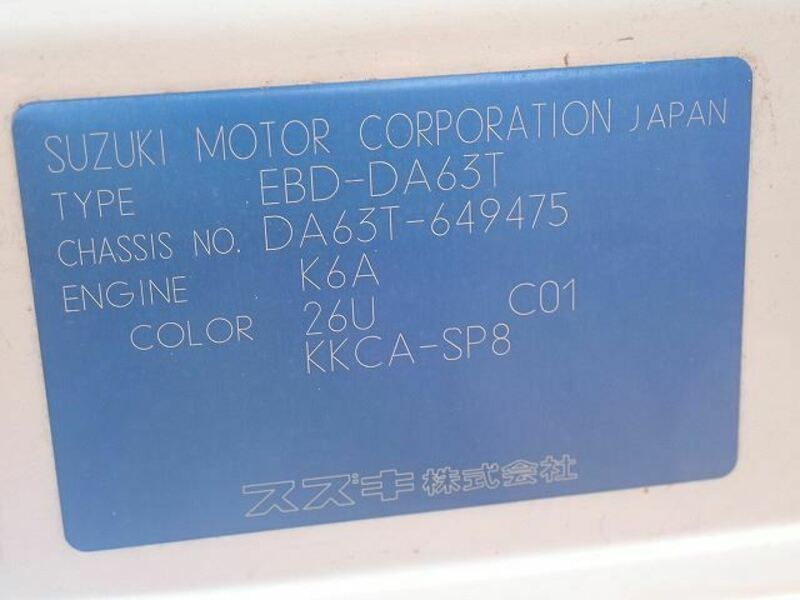 SUZUKI MOTOR CORPORATION JAPAN
TYPE EBD-DA63T
CHASSIS NO. DA63T-649475
ENGINE K6A
COLOR 26U C01
KKCA-SP8
スズキ株式会社